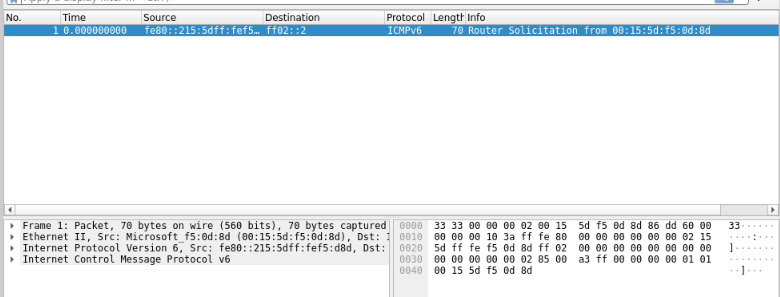 No. Time Source Destination Protocol Length Info
1 0.000000000 fe80::215:5dff:fef5… ff02::2 ICMPv6 70 Router Solicitation from 00:15:5d:f5:0d:8d
Frame 1: Packet, 70 bytes on wire (560 bits), 70 bytes captured
Ethernet II, Src: Microsoft_f5:0d:8d (00:15:5d:f5:0d:8d), Dst:
Internet Protocol Version 6, Src: fe80::215:5dff:fef5:d8d, Dst:
Internet Control Message Protocol v6
0000 33 33 00 00 00 02 00 15 5d f5 0d 8d 86 dd 60 00 33······
0010 00 00 00 10 3a ff fe 80 00 00 00 00 00 00 02 15 ····:···
0020 5d ff fe f5 0d 8d ff 02 00 00 00 00 00 00 00 00 ]·······
0030 00 00 00 00 00 02 85 00 a3 ff 00 00 00 00 01 01 ········
0040 00 15 5d f5 0d 8d ··]···